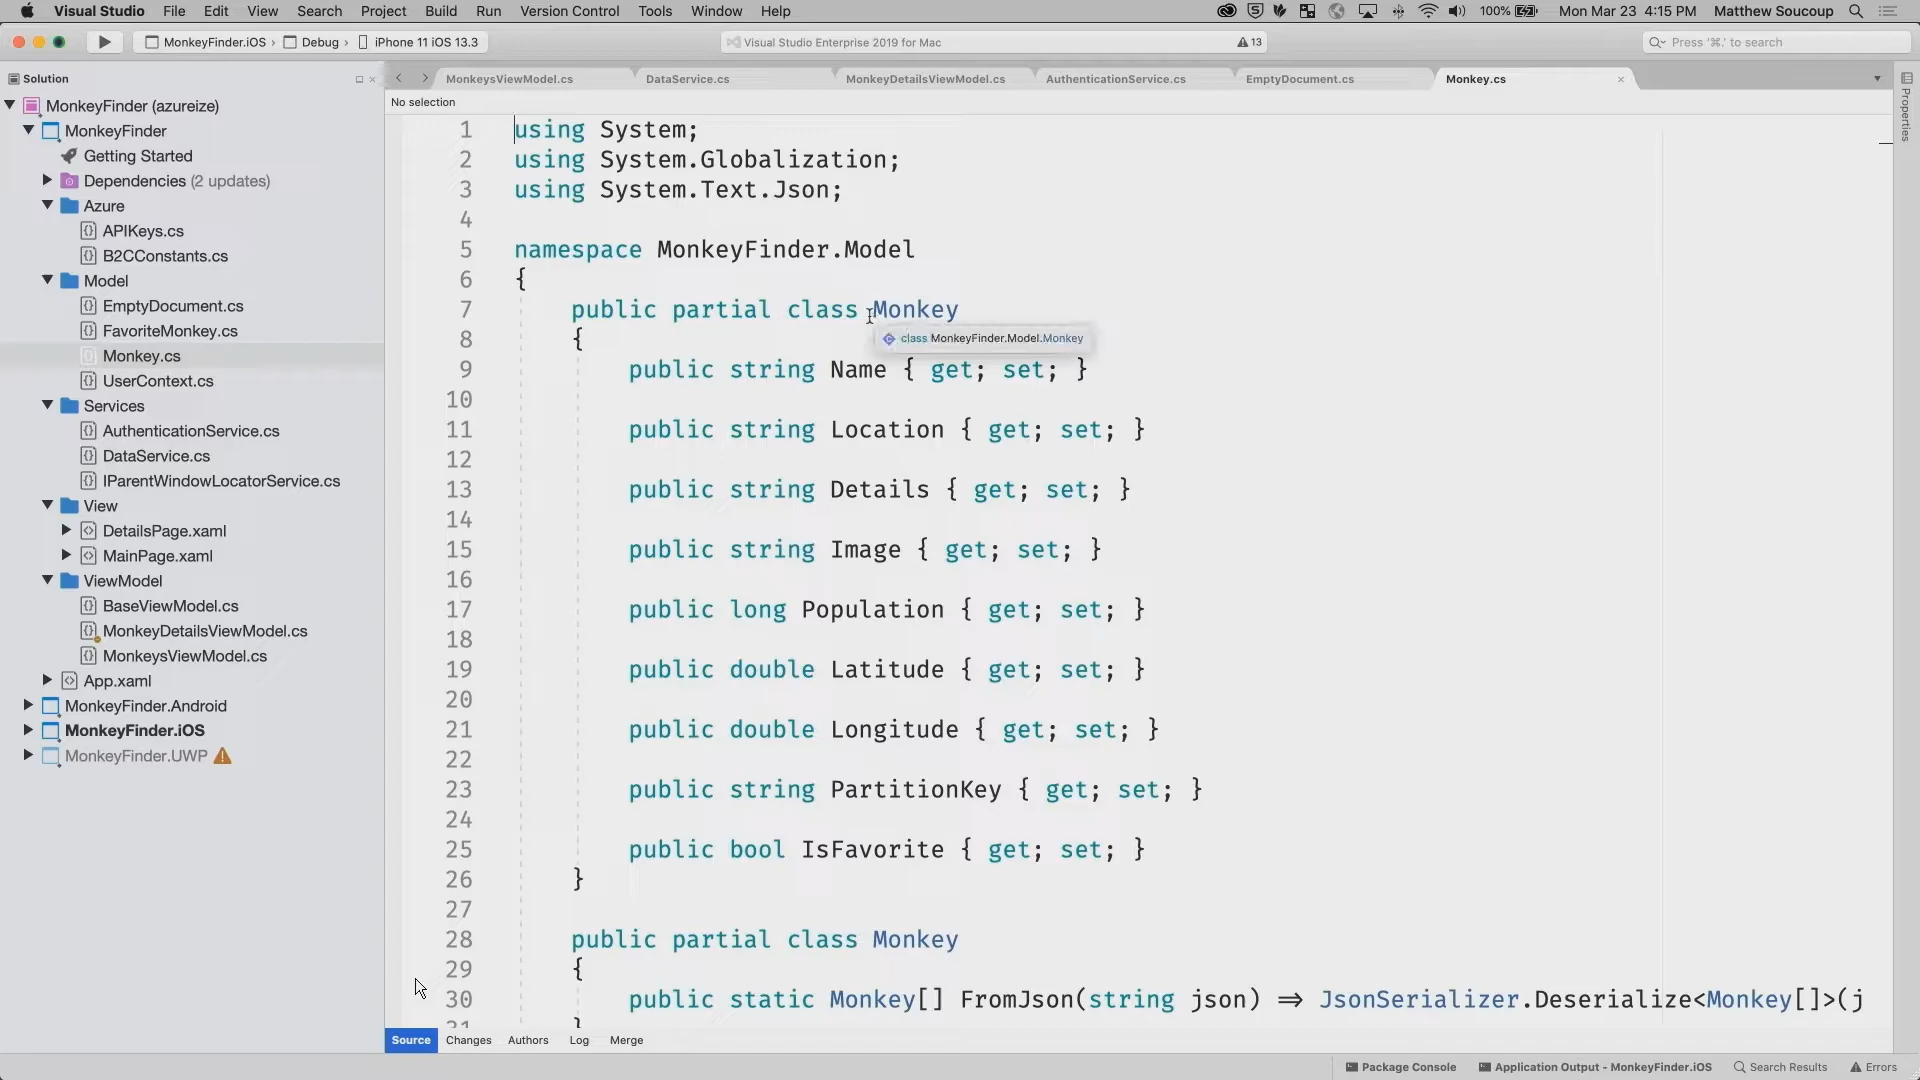 Visual Studio File Edit View Search Project Build Run Version Control Tools Window Help
100% Mon Mar 23 4:15 PM Matthew Soucoup
MonkeyFinder.iOS › Debug › iPhone 11 iOS 13.3
Visual Studio Enterprise 2019 for Mac
13
Press '⌘.' to search
Solution
MonkeyFinder (azureize)
MonkeyFinder
Getting Started
Dependencies (2 updates)
Azure
APIKeys.cs
B2CConstants.cs
Model
EmptyDocument.cs
FavoriteMonkey.cs
Monkey.cs
UserContext.cs
Services
AuthenticationService.cs
DataService.cs
IParentWindowLocatorService.cs
View
DetailsPage.xaml
MainPage.xaml
ViewModel
BaseViewModel.cs
MonkeyDetailsViewModel.cs
MonkeysViewModel.cs
App.xaml
MonkeyFinder.Android
MonkeyFinder.iOS
MonkeyFinder.UWP
MonkeysViewModel.cs DataService.cs MonkeyDetailsViewModel.cs AuthenticationService.cs EmptyDocument.cs Monkey.cs
No selection
1 using System;
2 using System.Globalization;
3 using System.Text.Json;
4
5 namespace MonkeyFinder.Model
6 {
7 public partial class Monkey
class MonkeyFinder.Model.Monkey
8 {
9 public string Name { get; set; }
10
11 public string Location { get; set; }
12
13 public string Details { get; set; }
14
15 public string Image { get; set; }
16
17 public long Population { get; set; }
18
19 public double Latitude { get; set; }
20
21 public double Longitude { get; set; }
22
23 public string PartitionKey { get; set; }
24
25 public bool IsFavorite { get; set; }
26 }
27
28 public partial class Monkey
29 {
30 public static Monkey[] FromJson(string json) => JsonSerializer.Deserialize<Monkey[]>(j
31 }
Source Changes Authors Log Merge
Properties
Package Console Application Output - MonkeyFinder.iOS Search Results Errors